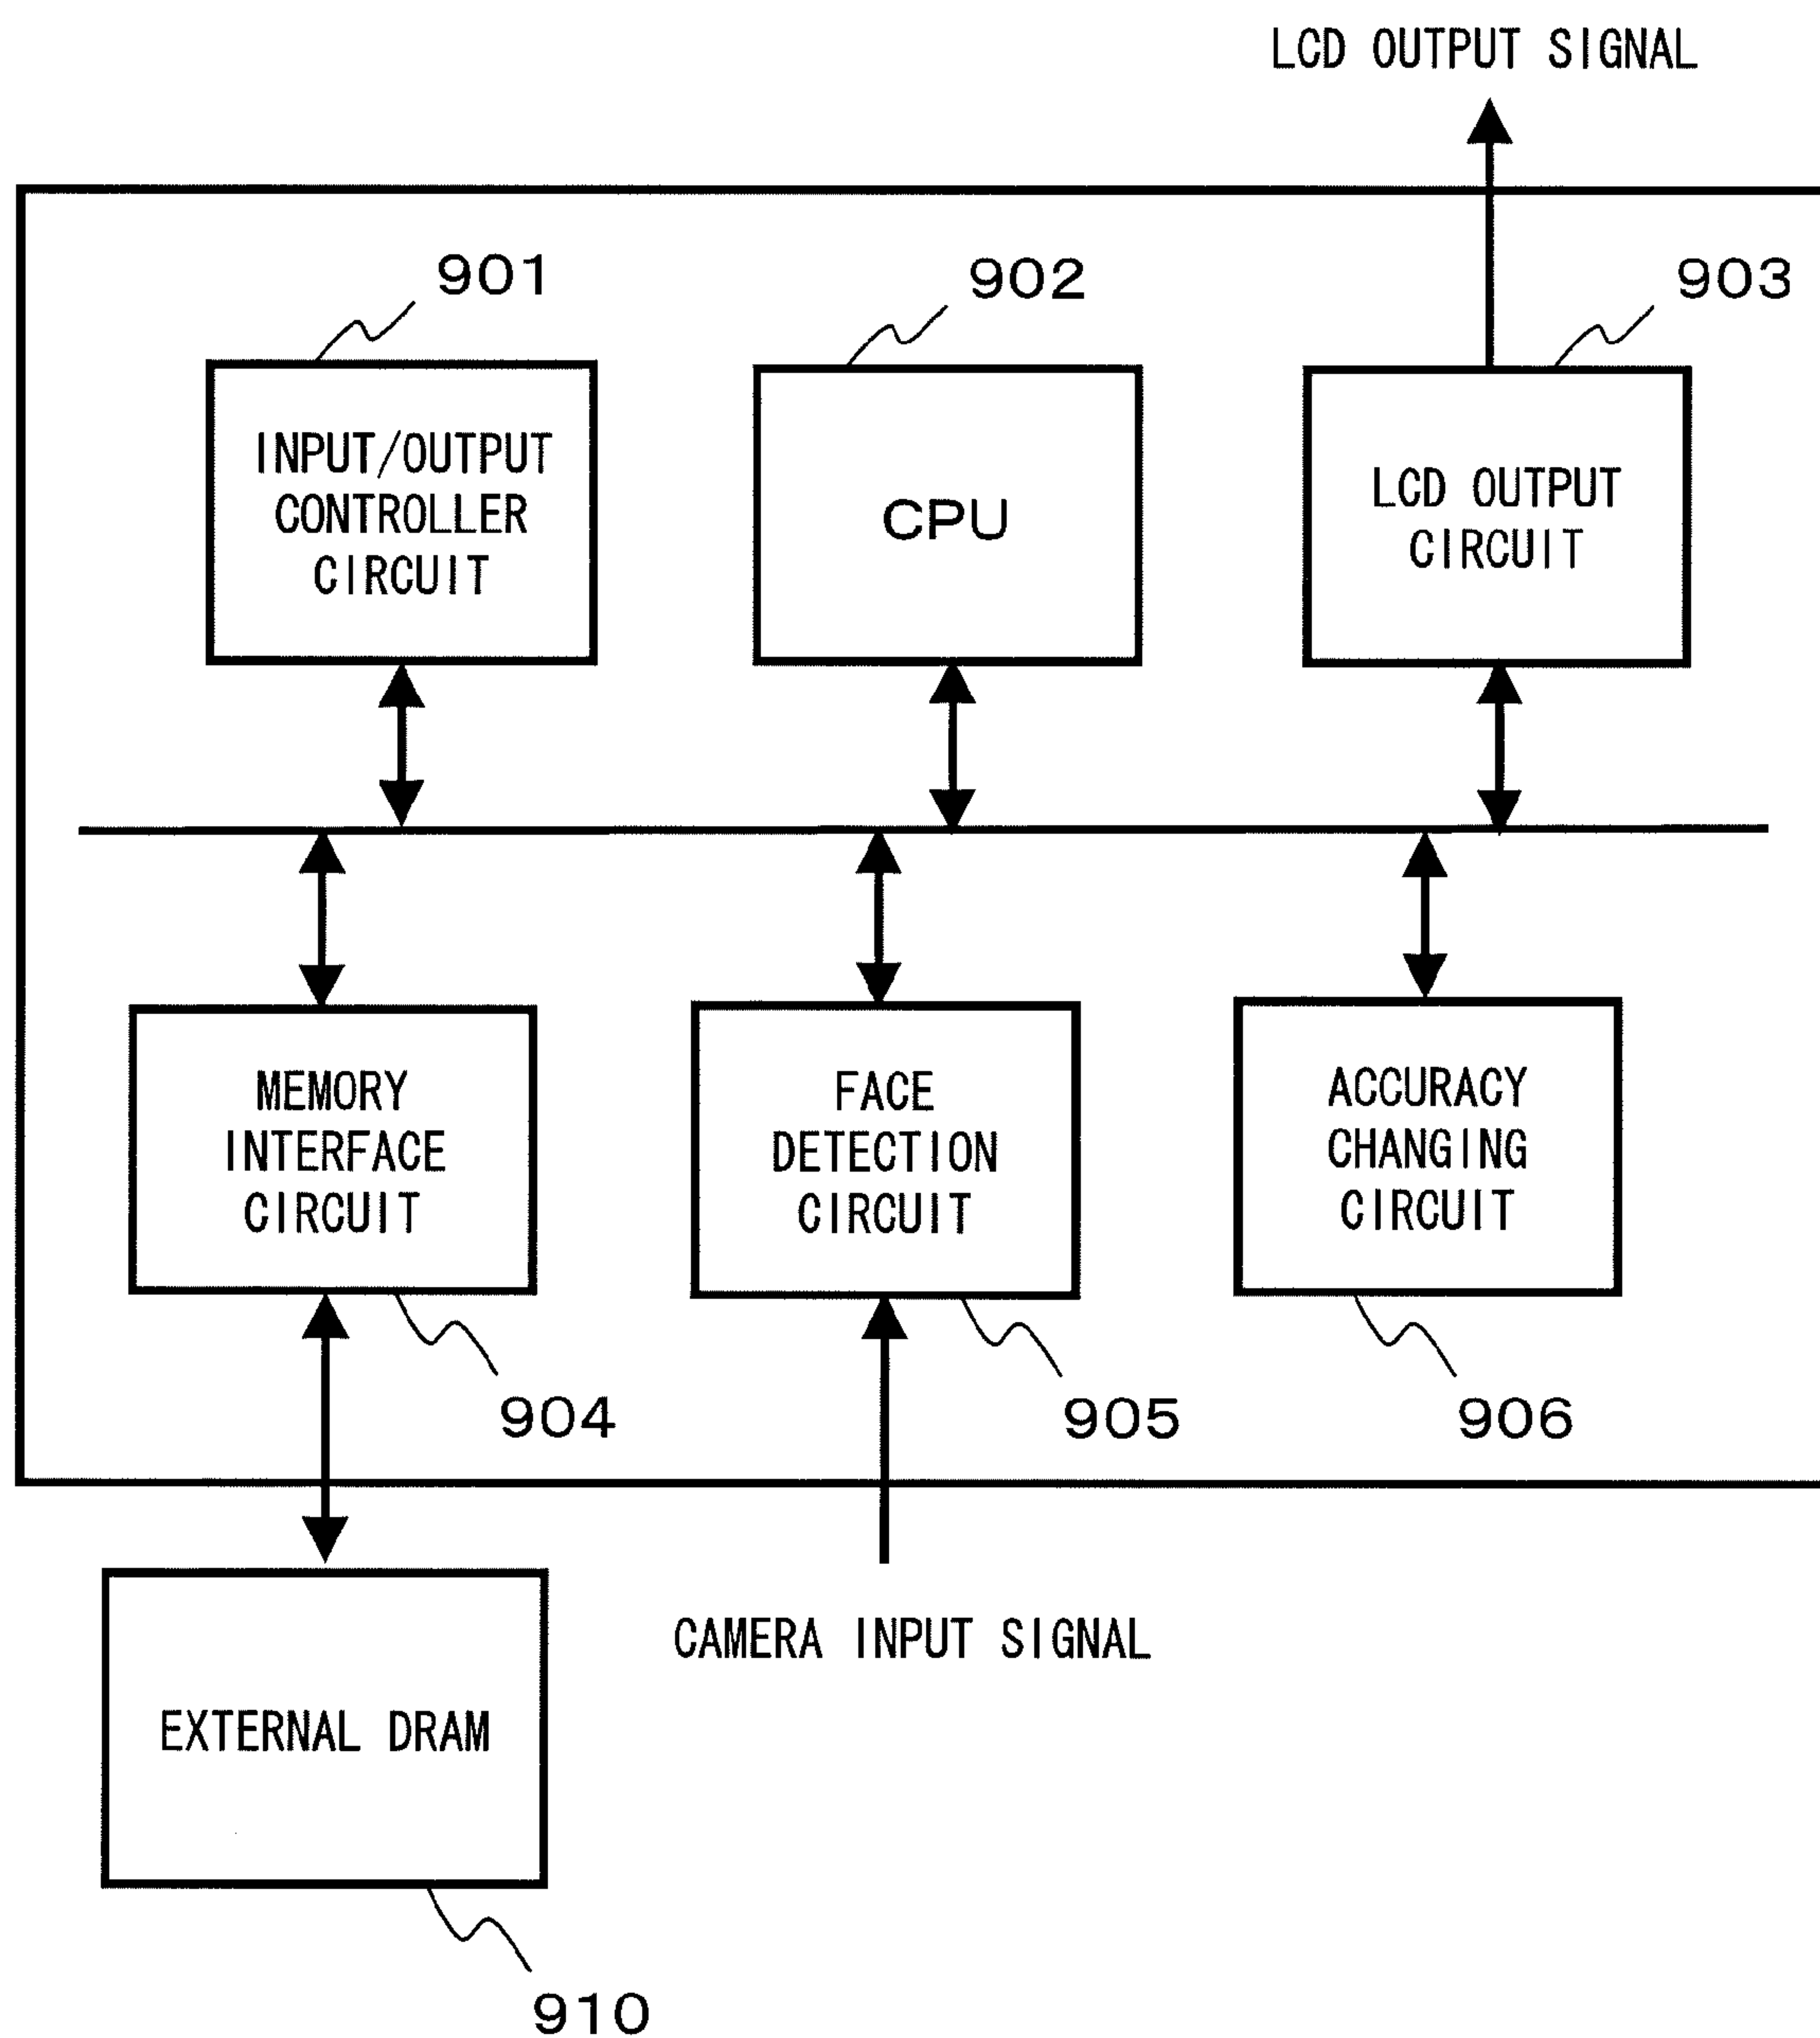 LCD OUTPUT SIGNAL
901
902
903
INPUT/OUTPUT
CONTROLLER
CIRCUIT
CPU
LCD OUTPUT
CIRCUIT
MEMORY
INTERFACE
CIRCUIT
FACE
DETECTION
CIRCUIT
ACCURACY
CHANGING
CIRCUIT
904
905
906
CAMERA INPUT SIGNAL
EXTERNAL DRAM
910